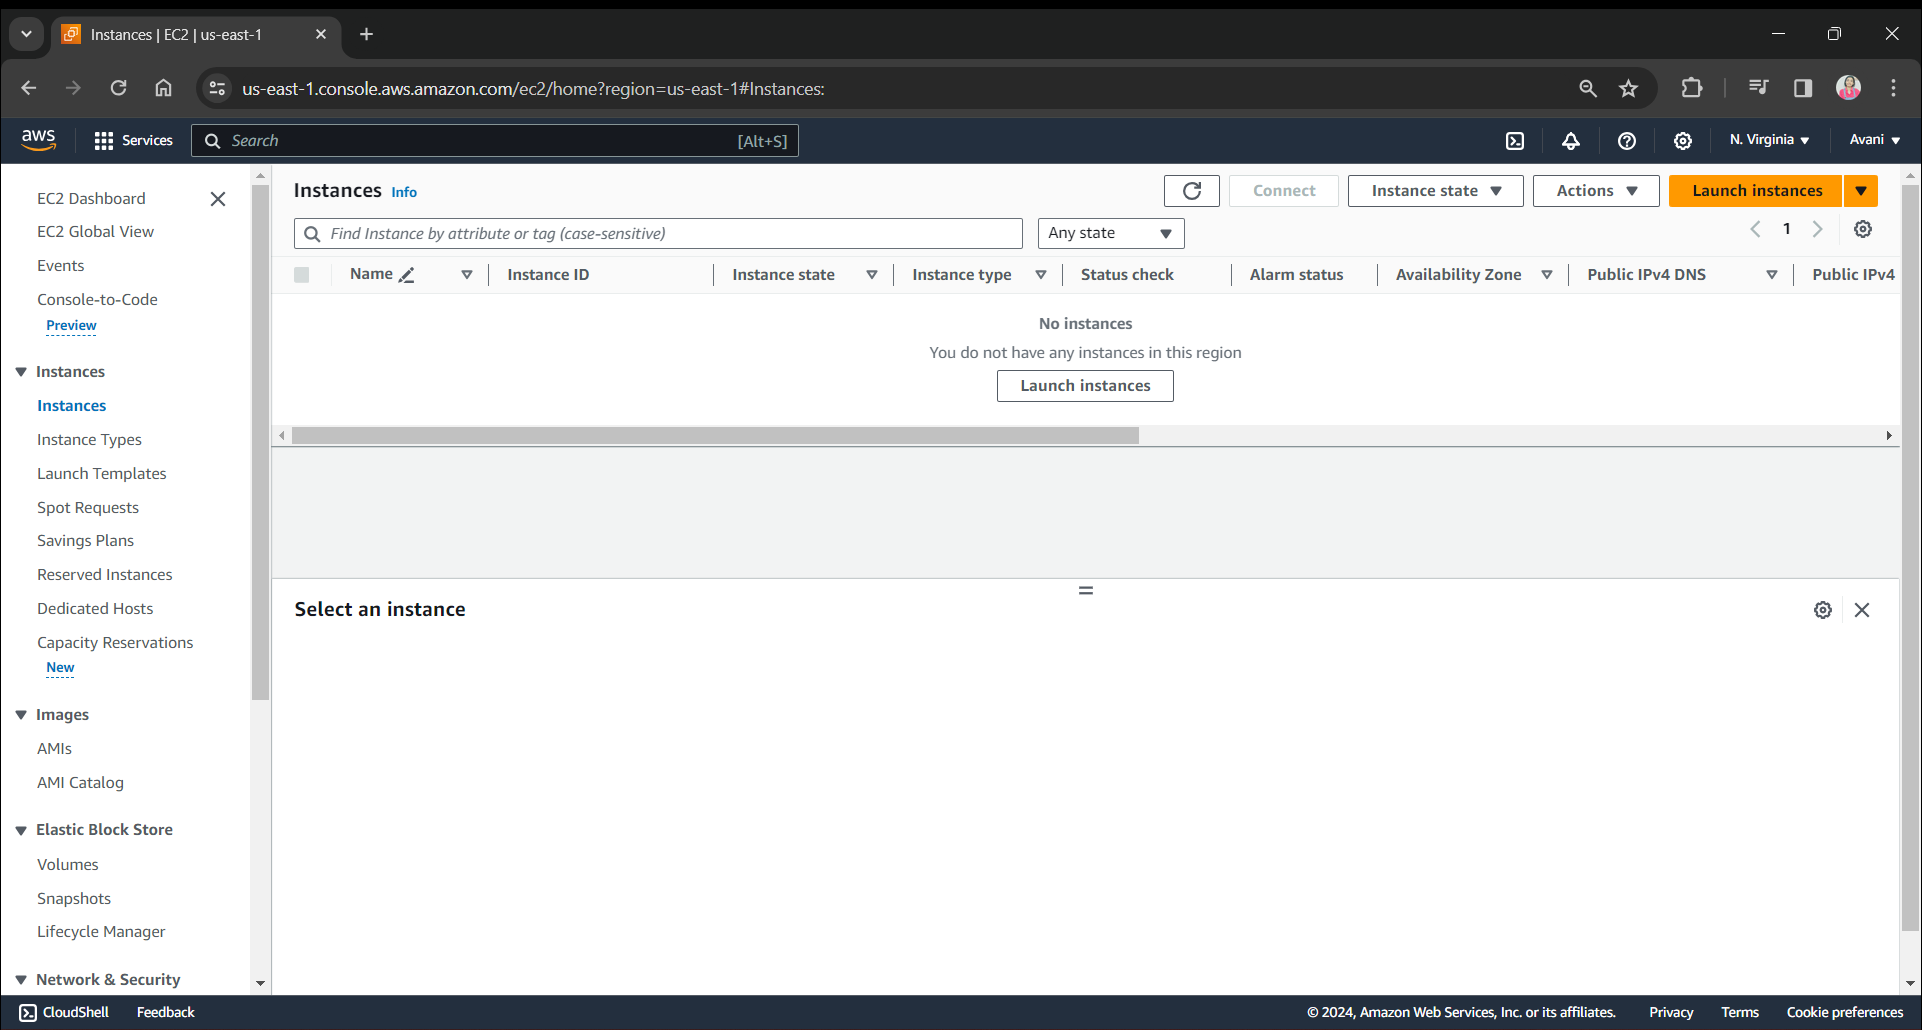 Instances | EC2 | us-east-1
us-east-1.console.aws.amazon.com/ec2/home?region=us-east-1#Instances:
aws
Services
Search
[Alt+S]
N. Virginia
Avani
EC2 Dashboard
EC2 Global View
Events
Console-to-Code
Preview
Instances
Instances
Instance Types
Launch Templates
Spot Requests
Savings Plans
Reserved Instances
Dedicated Hosts
Capacity Reservations
New
Images
AMIs
AMI Catalog
Elastic Block Store
Volumes
Snapshots
Lifecycle Manager
Network & Security
Instances Info
Connect
Instance state
Actions
Launch instances
Find Instance by attribute or tag (case-sensitive)
Any state
1
Name
Instance ID
Instance state
Instance type
Status check
Alarm status
Availability Zone
Public IPv4 DNS
Public IPv4
No instances
You do not have any instances in this region
Launch instances
Select an instance
CloudShell
Feedback
© 2024, Amazon Web Services, Inc. or its affiliates.
Privacy
Terms
Cookie preferences